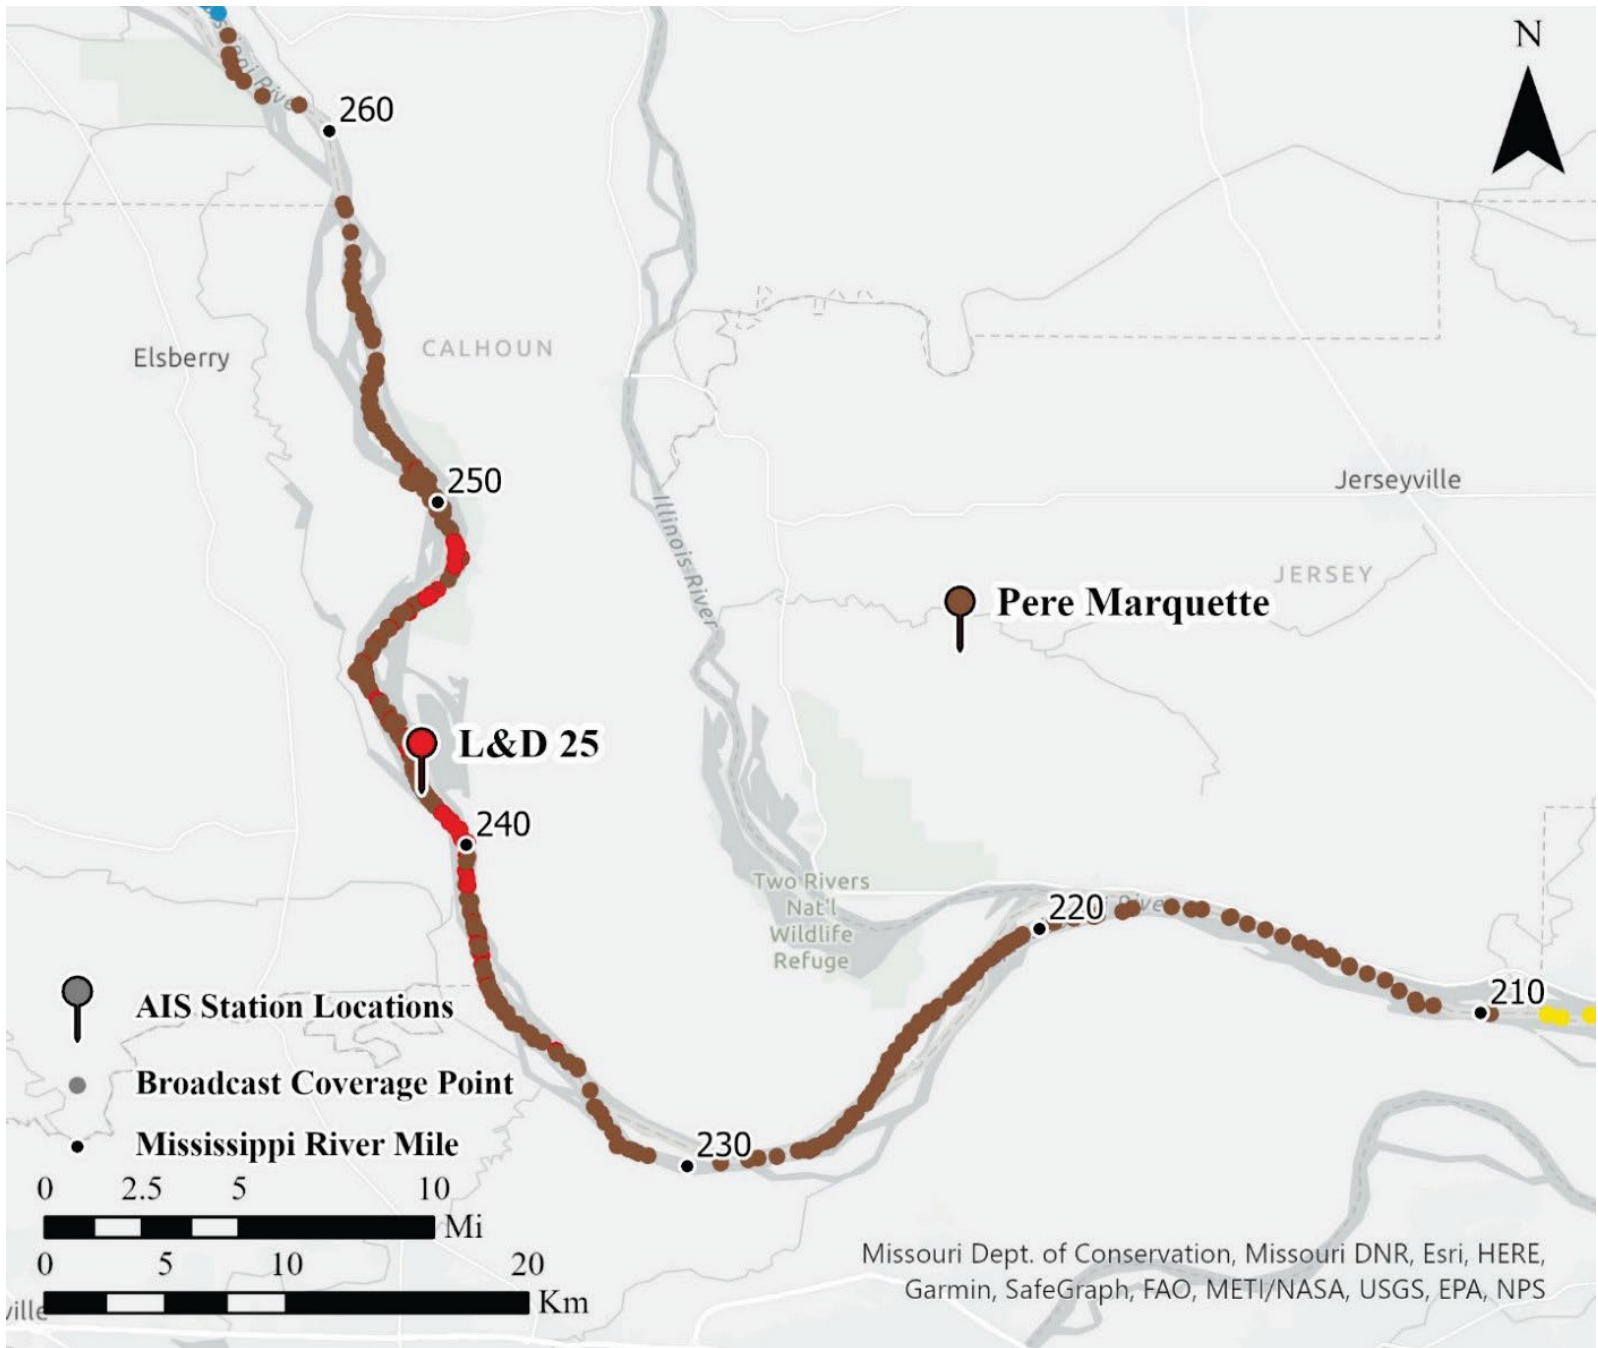 N
260
Elsberry
CALHOUN
250
Jerseyville
Illinois River
JERSEY
Pere Marquette
L&D 25
240
Two Rivers
Nat'l
Wildlife
Refuge
220
210
AIS Station Locations
Broadcast Coverage Point
Mississippi River Mile
230
0 2.5 5 10
Mi
0 5 10 20
Km
Missouri Dept. of Conservation, Missouri DNR, Esri, HERE,
Garmin, SafeGraph, FAO, METI/NASA, USGS, EPA, NPS
ville